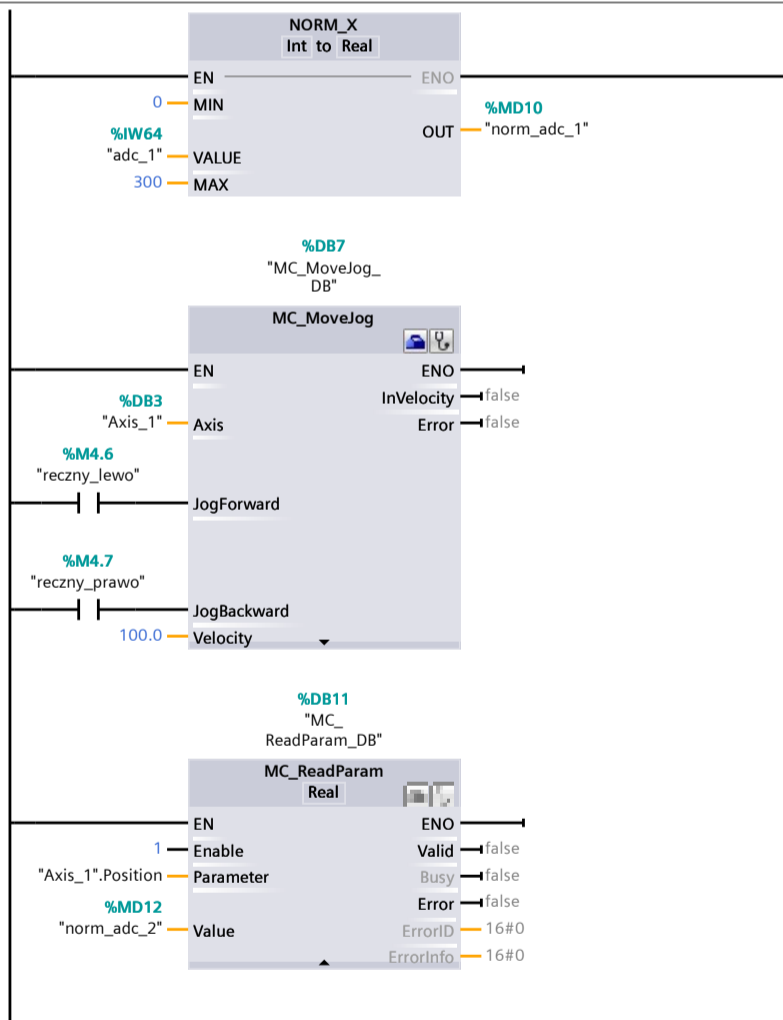 NORM_X
Int to Real
EN
ENO
0
MIN
%IW64
"adc_1"
VALUE
300
MAX
OUT
%MD10
"norm_adc_1"
%DB7
"MC_MoveJog_
DB"
MC_MoveJog
EN
ENO
InVelocity
false
%DB3
"Axis_1"
Axis
Error
false
%M4.6
"reczny_lewo"
JogForward
%M4.7
"reczny_prawo"
JogBackward
100.0
Velocity
%DB11
"MC_
ReadParam_DB"
MC_ReadParam
Real
EN
ENO
1
Enable
Valid
false
"Axis_1".Position
Parameter
Busy
false
Error
false
%MD12
"norm_adc_2"
Value
ErrorID
16#0
ErrorInfo
16#0